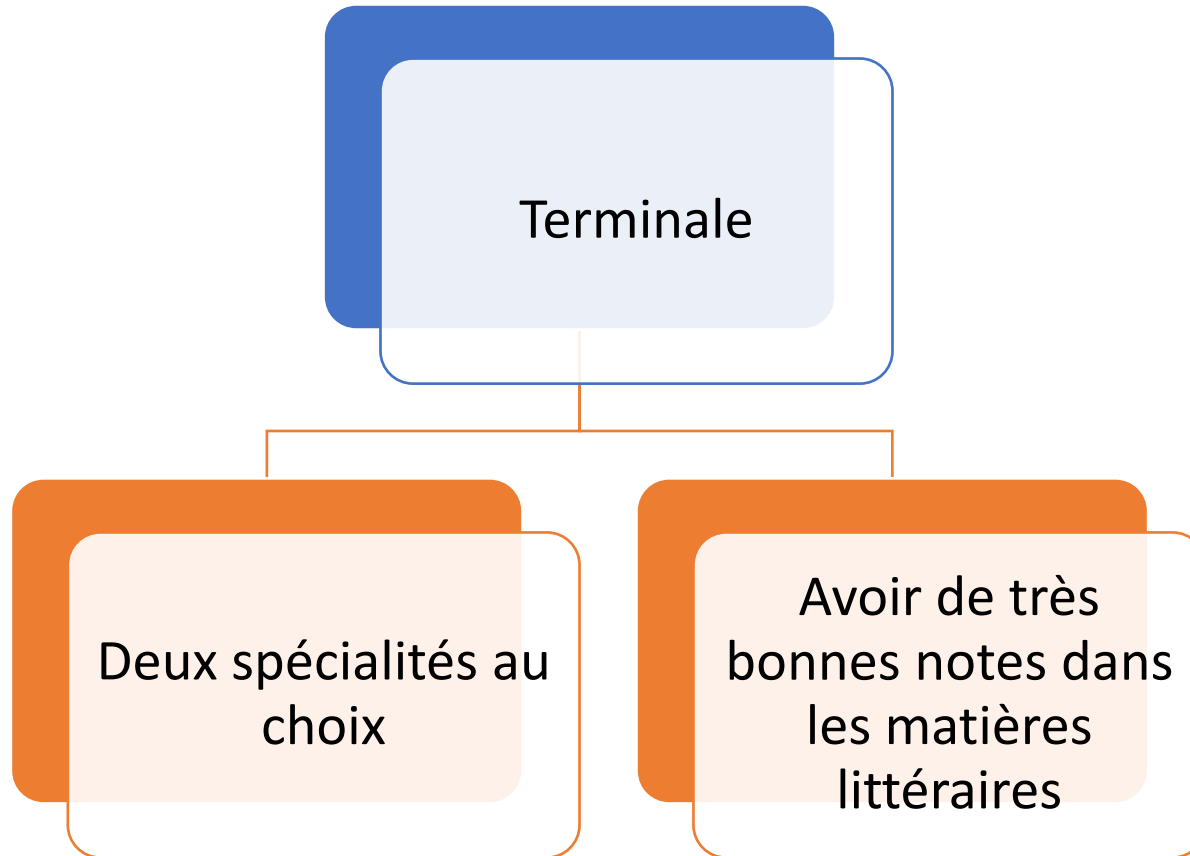 Terminale
Deux spécialités au
choix
Avoir de très
bonnes notes dans
les matières
littéraires